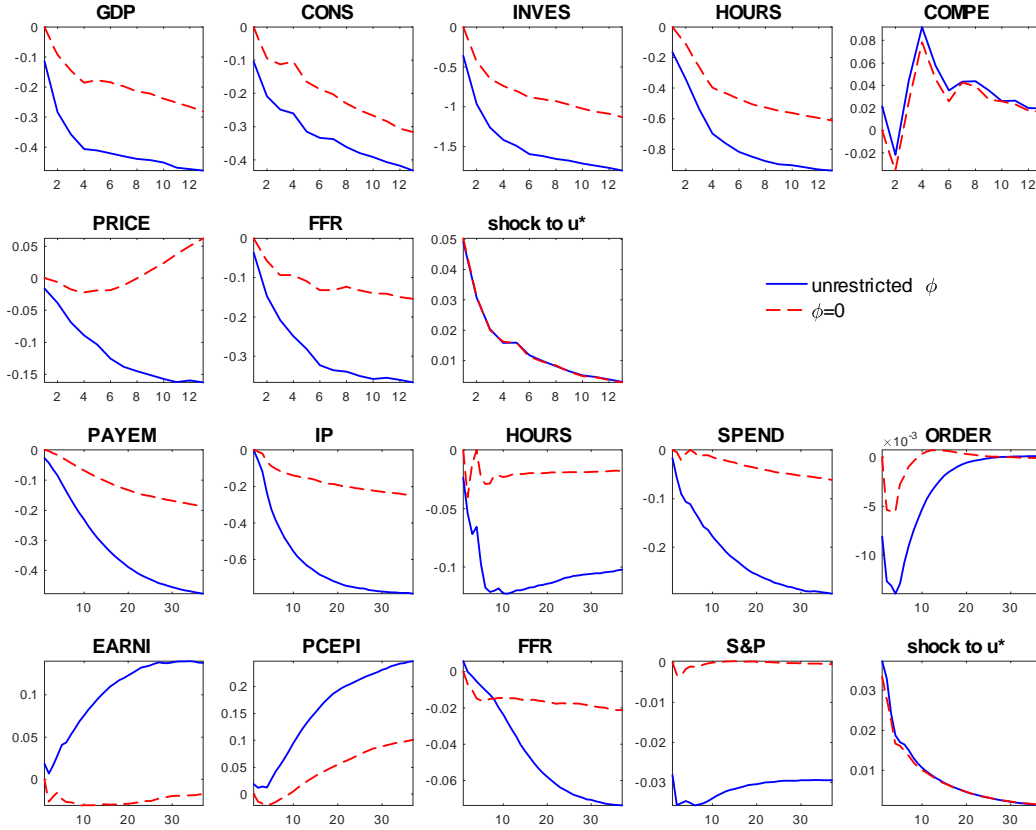 GDP CONS INVES HOURS COMPE
0 0 0 0 0.08
-0.1 -0.1 -0.5 -0.2 0.06
-0.2 -0.2 -1 -0.4 0.04
-0.3 -0.3 -1.5 -0.6 0.02
-0.4 -0.4 -0.8 0
-0.02
2 4 6 8 10 12 2 4 6 8 10 12 2 4 6 8 10 12 2 4 6 8 10 12 2 4 6 8 10 12
PRICE FFR shock to u*
0.05 0 0.05
0 -0.1 0.04
-0.05 -0.2 0.03
-0.1 -0.3 0.02
-0.15 0.01
2 4 6 8 10 12 2 4 6 8 10 12 2 4 6 8 10 12
unrestricted ϕ
ϕ=0
PAYEM IP HOURS SPEND ORDER
×10-3
0 0 0 0 0
-0.1 -0.2 -0.05 -0.1 -5
-0.2 -0.4 -0.1 -0.2 -10
-0.3 -0.6
-0.4
10 20 30 10 20 30 10 20 30 10 20 30 10 20 30
EARNI PCEPI FFR S&P shock to u*
0.1 0.2 0 0 0.03
0.05 0.15 -0.02 -0.01 0.02
0 0.1 -0.04 -0.02 0.01
0.05 -0.06 -0.03
0
10 20 30 10 20 30 10 20 30 10 20 30 10 20 30